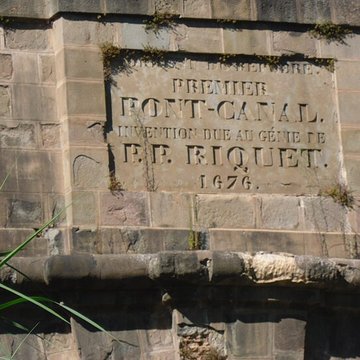 PREMIER
PONT-CANAL.
INVENTION DUE AU GÉNIE DE
P.P. RIQUET.
1676.